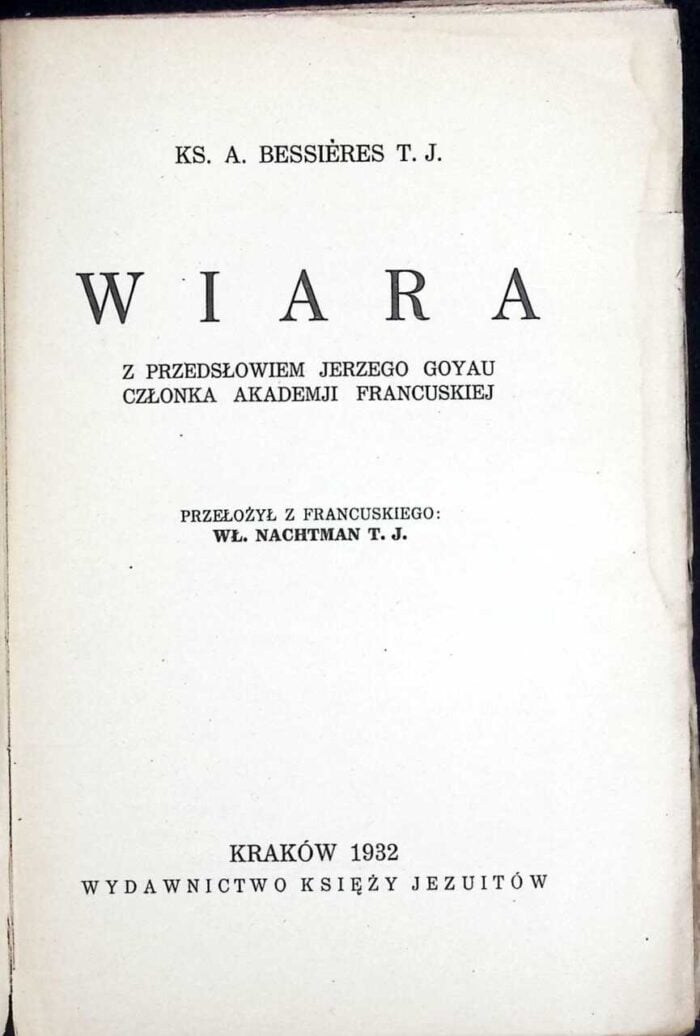 KS. A. BESSIÈRES T. J.
WIARA
Z PRZEDSŁOWIEM JERZEGO GOYAU
CZŁONKA AKADEMJI FRANCUSKIEJ
PRZEŁOŻYŁ Z FRANCUSKIEGO:
WŁ. NACHTMAN T. J.
KRAKÓW 1932
WYDAWNICTWO KSIĘŻY JEZUITÓW